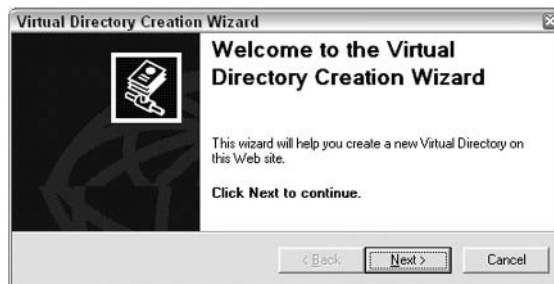 Virtual Directory Creation Wizard
Welcome to the Virtual
Directory Creation Wizard
This wizard will help you create a new Virtual Directory on
this Web site.
Click Next to continue.
< Back
Next >
Cancel